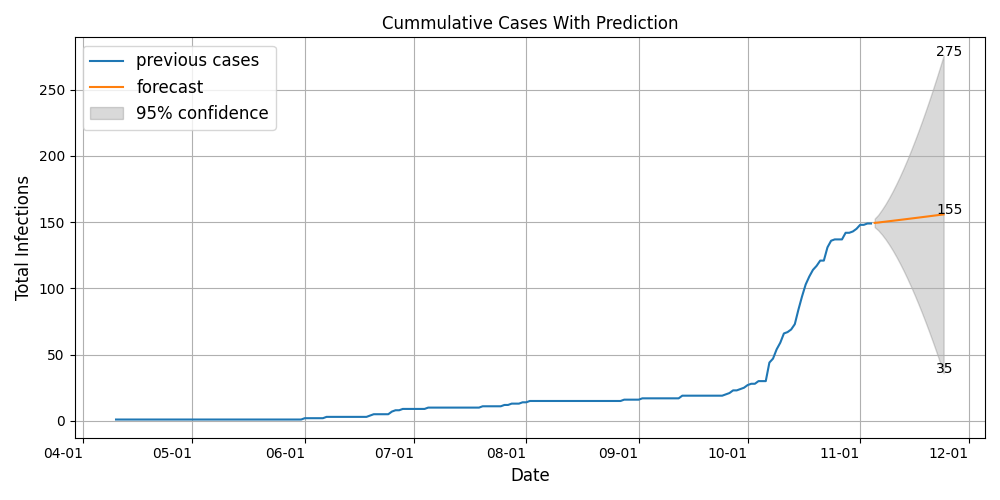 Cummulative Cases With Prediction
previous cases
forecast
95% confidence
275
155
35
Total Infections
250
200
150
100
50
0
04-01 05-01 06-01 07-01 08-01 09-01 10-01 11-01 12-01
Date